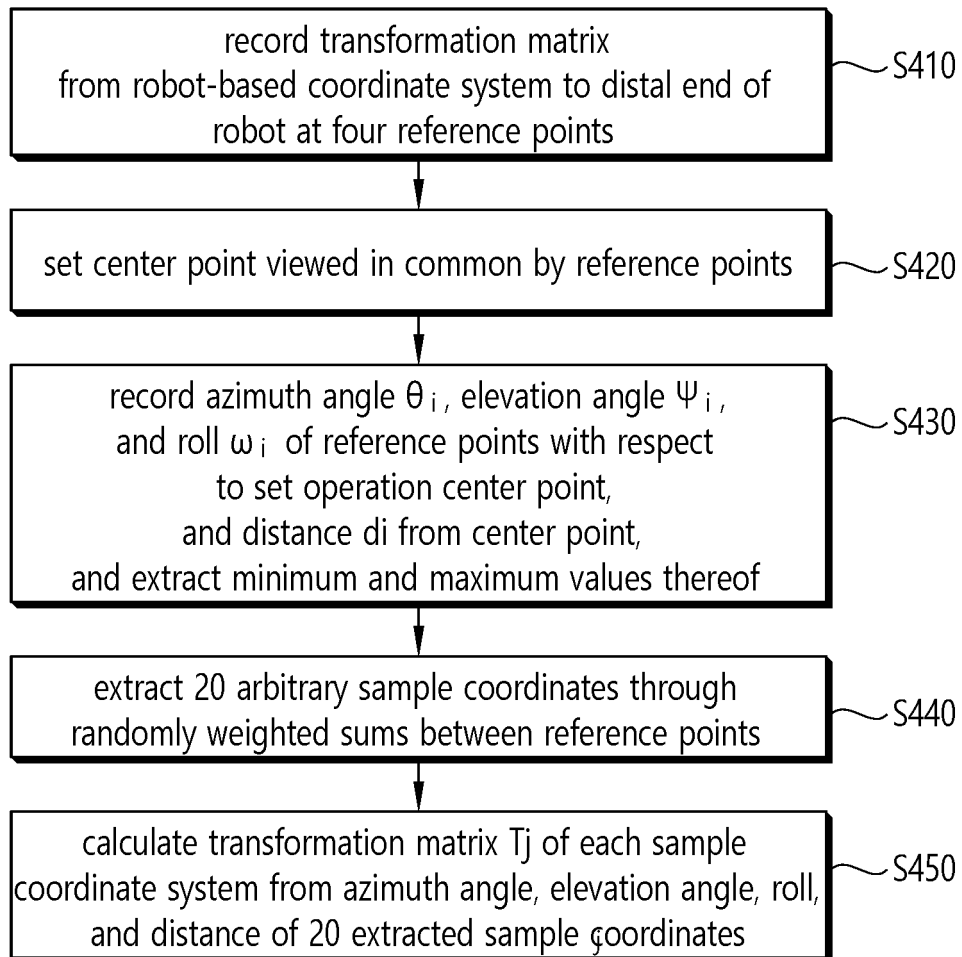 record transformation matrix
from robot-based coordinate system to distal end of
robot at four reference points
S410
set center point viewed in common by reference points
S420
record azimuth angle θ i , elevation angle Ψ i ,
and roll ω i of reference points with respect
to set operation center point,
and distance di from center point,
and extract minimum and maximum values thereof
S430
extract 20 arbitrary sample coordinates through
randomly weighted sums between reference points
S440
calculate transformation matrix Tj of each sample
coordinate system from azimuth angle, elevation angle, roll,
and distance of 20 extracted sample coordinates
S450